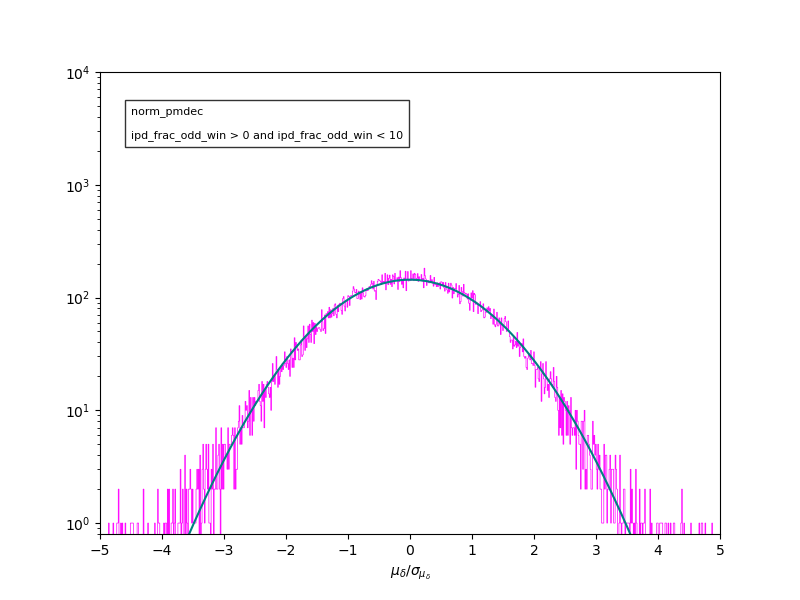 10⁴
norm_pmdec
ipd_frac_odd_win > 0 and ipd_frac_odd_win < 10
10³
10²
10¹
10⁰
−5 −4 −3 −2 −1 0 1 2 3 4 5
μδ/σμδ